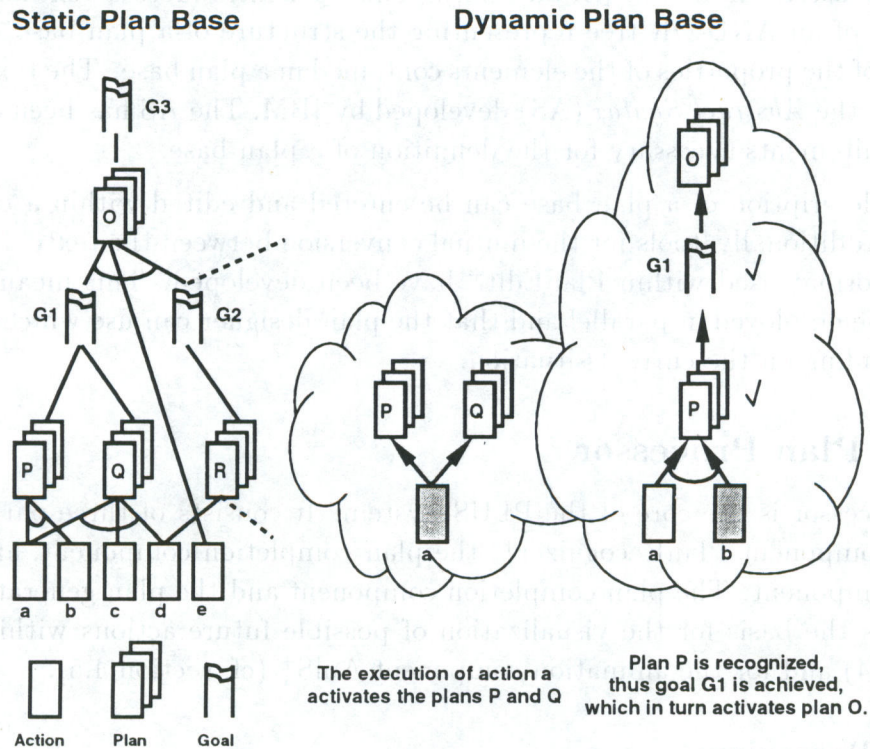 Static Plan Base
Dynamic Plan Base
G3
O
G1
G2
P
Q
R
a
b
c
d
e
Action
Plan
Goal
P
Q
a
The execution of action a
activates the plans P and Q
O
G1
P
a
b
Plan P is recognized,
thus goal G1 is achieved,
which in turn activates plan O.